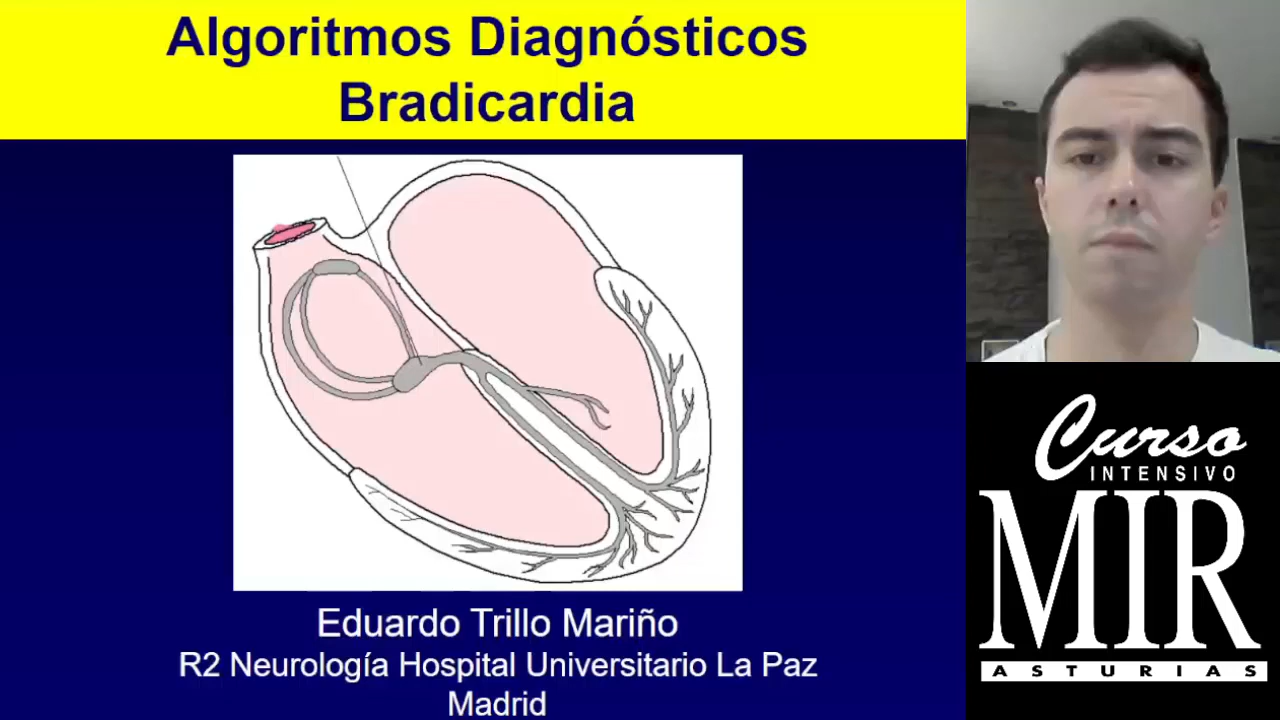 Algoritmos Diagnósticos
Bradicardia
Eduardo Trillo Mariño
R2 Neurología Hospital Universitario La Paz
Madrid
Curso
INTENSIVO
MIR
ASTURIAS